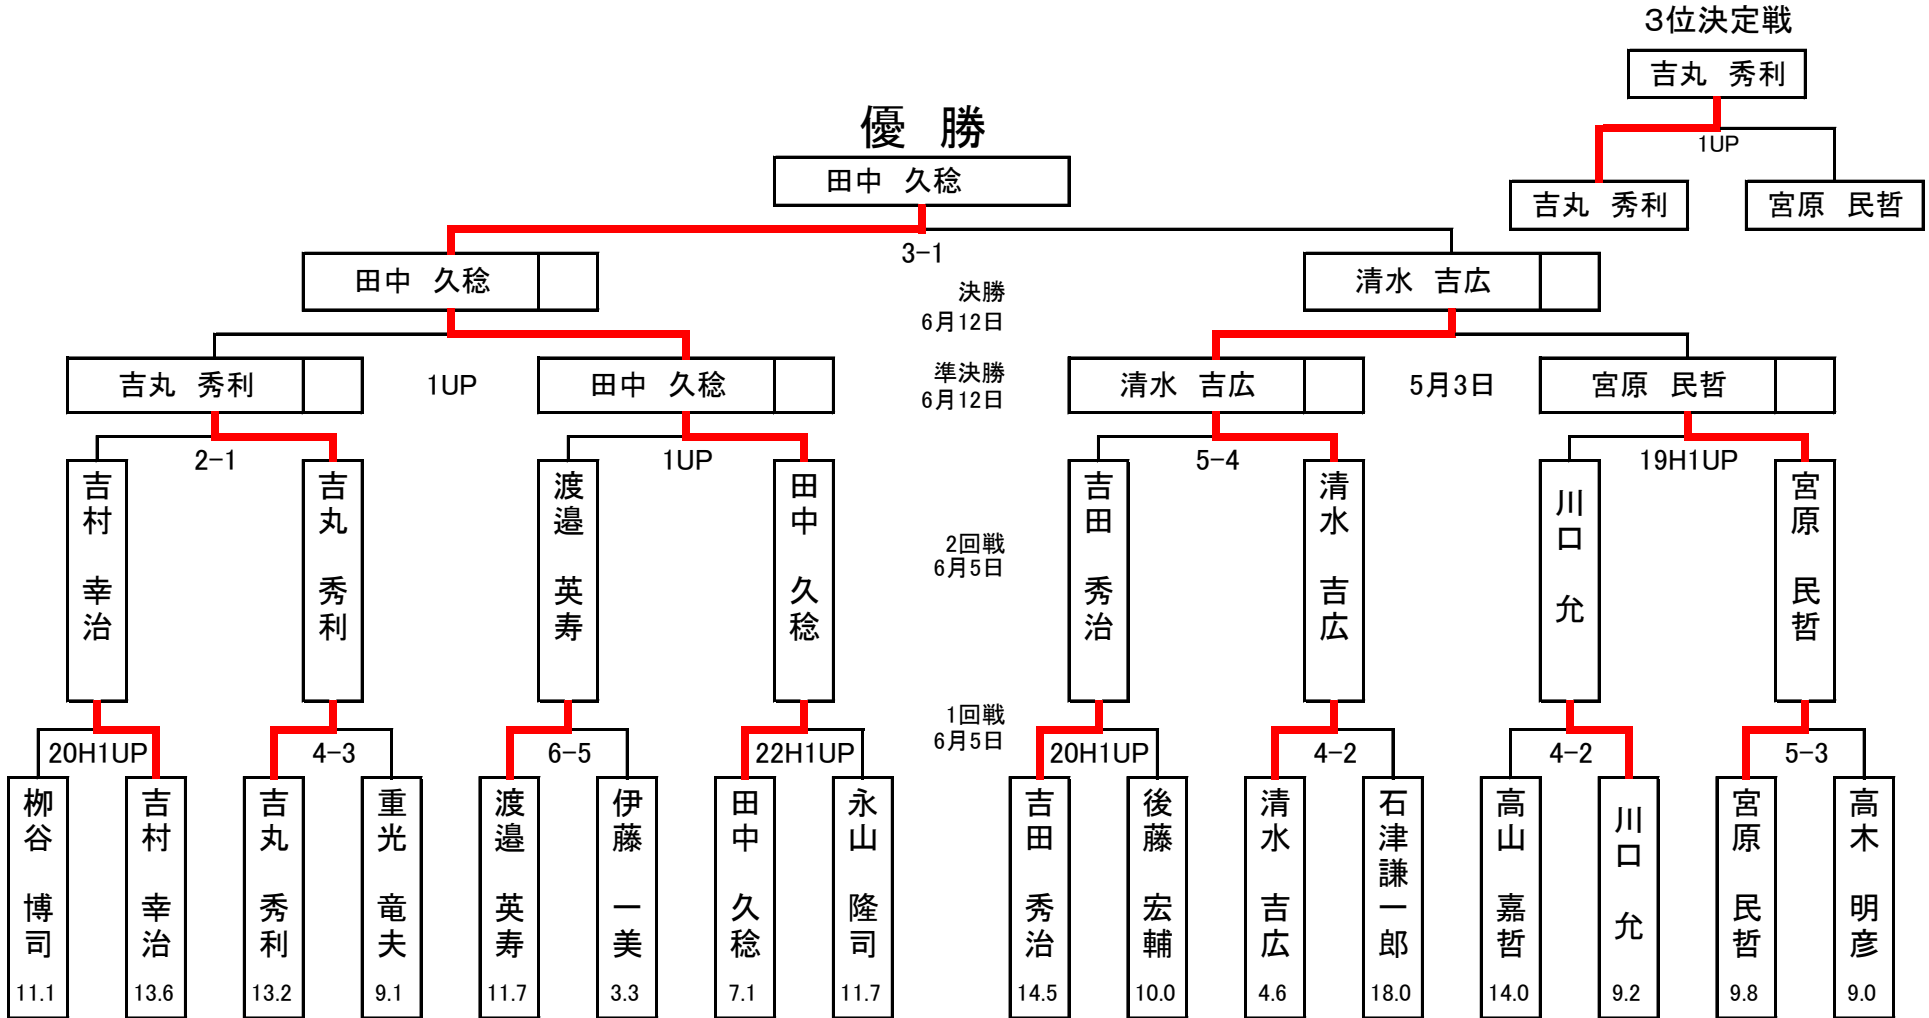 3位決定戦
吉丸 秀利
1UP
吉丸 秀利
宮原 民哲
優 勝
田中 久稔
3-1
田中 久稔
清水 吉広
決勝
6月12日
吉丸 秀利
1UP
田中 久稔
準決勝
6月12日
清水 吉広
5月3日
宮原 民哲
2-1
1UP
5-4
19H1UP
吉村 幸治
吉丸 秀利
渡邉 英寿
田中 久稔
2回戦
6月5日
吉田 秀治
清水 吉広
川口 允
宮原 民哲
1回戦
6月5日
20H1UP
4-3
6-5
22H1UP
20H1UP
4-2
4-2
5-3
栁谷 博司
11.1
吉村 幸治
13.6
吉丸 秀利
13.2
重光 竜夫
9.1
渡邉 英寿
11.7
伊藤 一美
3.3
田中 久稔
7.1
永山 隆司
11.7
吉田 秀治
14.5
後藤 宏輔
10.0
清水 吉広
4.6
石津謙一郎
18.0
高山 嘉哲
14.0
川口 允
9.2
宮原 民哲
9.8
高木 明彦
9.0